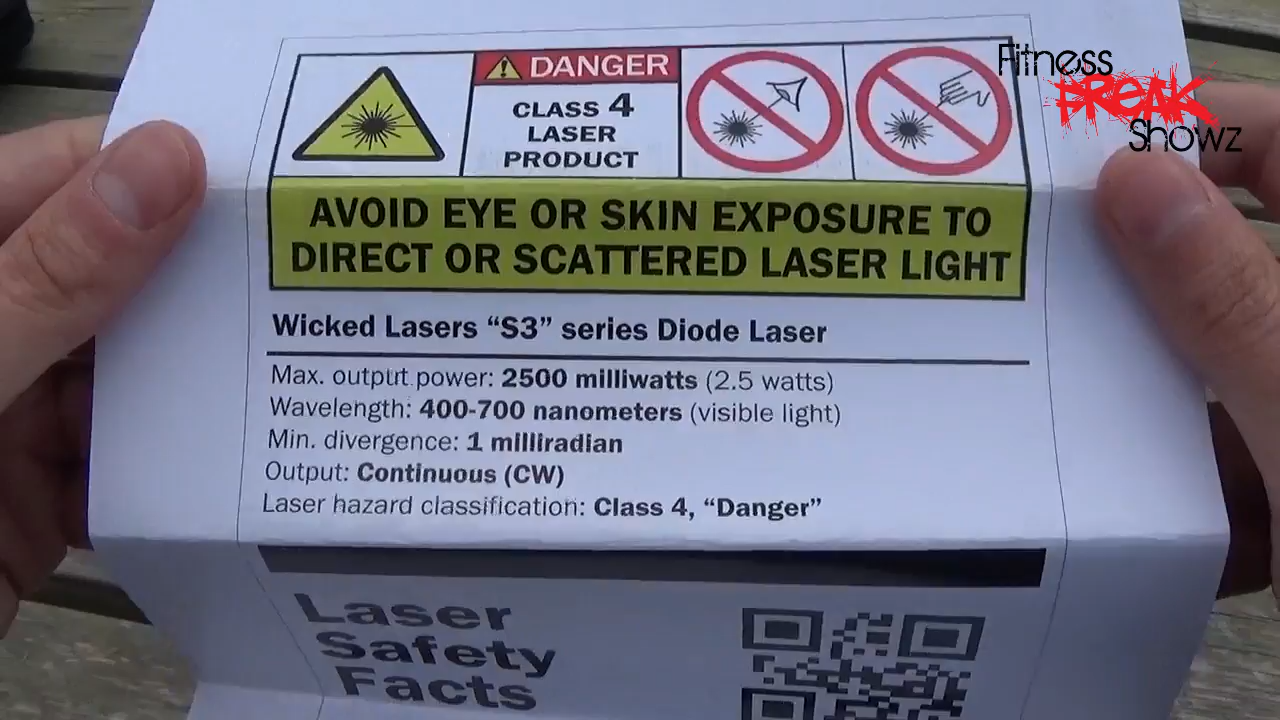 Fitness
FREAK
Showz
DANGER
CLASS 4
LASER
PRODUCT
AVOID EYE OR SKIN EXPOSURE TO
DIRECT OR SCATTERED LASER LIGHT
Wicked Lasers “S3” series Diode Laser
Max. output power: 2500 milliwatts (2.5 watts)
Wavelength: 400-700 nanometers (visible light)
Min. divergence: 1 milliradian
Output: Continuous (CW)
Laser hazard classification: Class 4, “Danger”
Laser
Safety
Facts